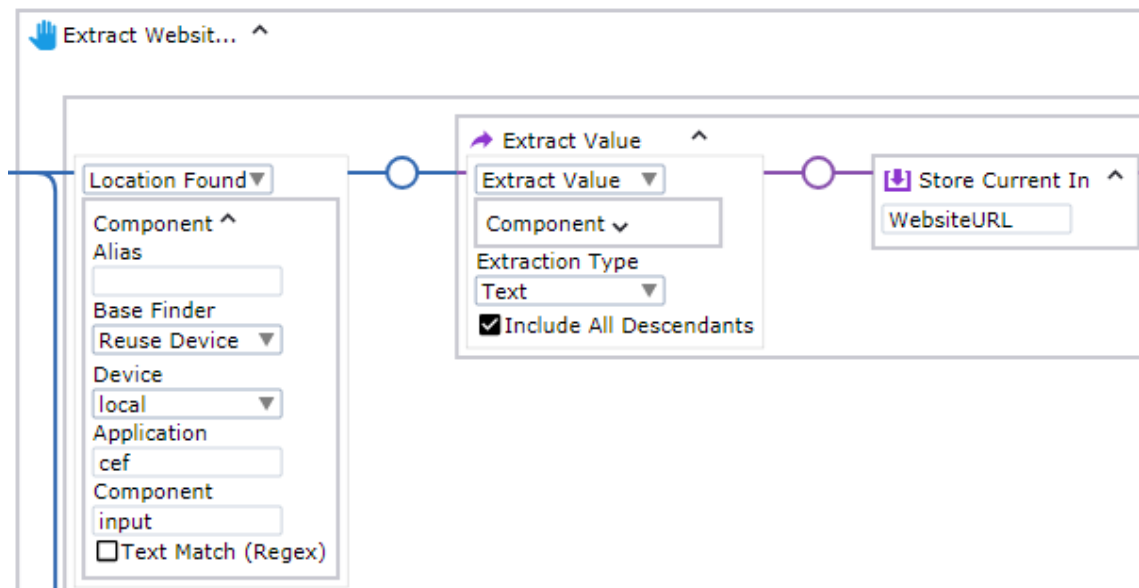 Extract Websit...
Location Found
Component
Alias
Base Finder
Reuse Device
Device
local
Application
cef
Component
input
Text Match (Regex)
Extract Value
Extract Value
Component
Extraction Type
Text
Include All Descendants
Store Current In
WebsiteURL